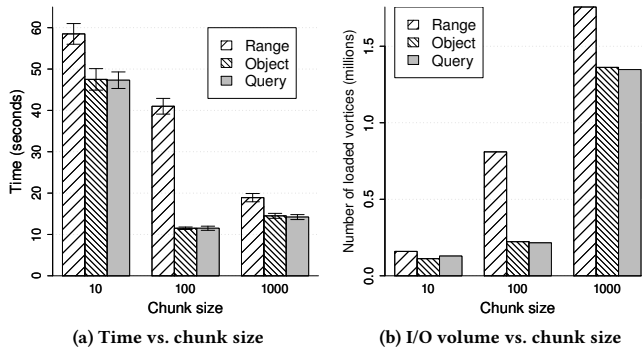 Time (seconds)
60
50
40
30
20
10
0
Range
Object
Query
10
100
1000
Chunk size
(a) Time vs. chunk size
Number of loaded vortices (millions)
1.5
1.0
0.5
0.0
Range
Object
Query
10
100
1000
Chunk size
(b) I/O volume vs. chunk size